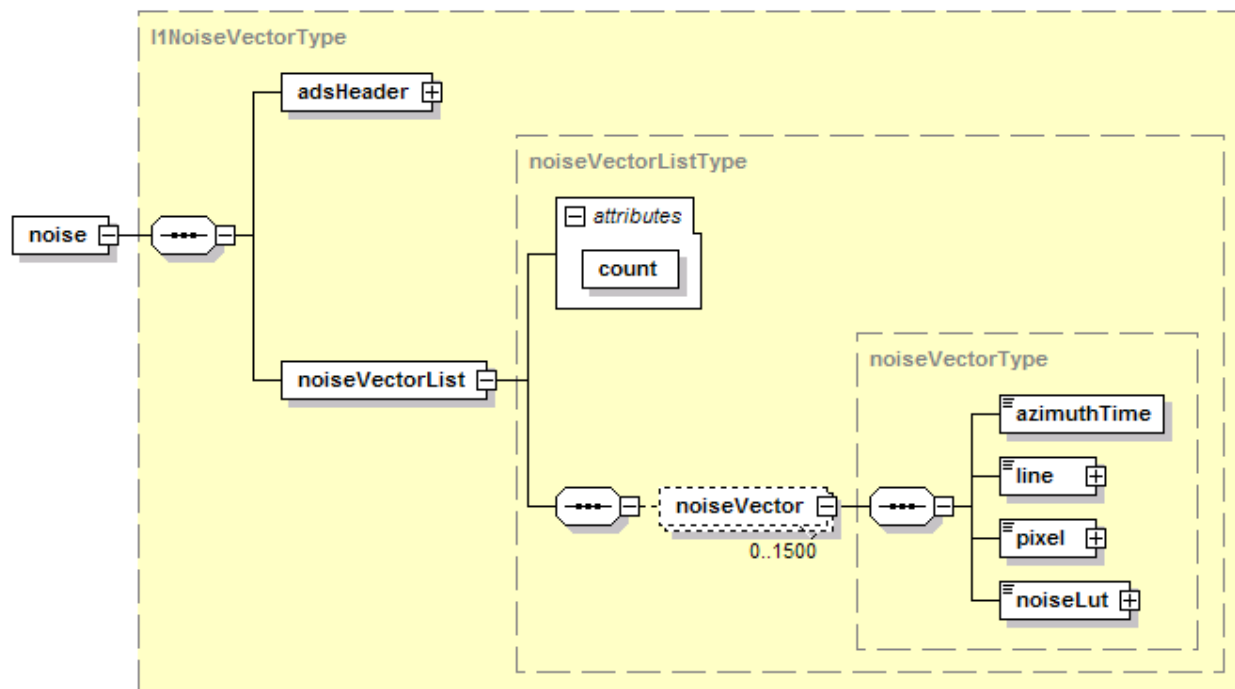 l1NoiseVectorType
adsHeader
noiseVectorListType
attributes
count
noise
noiseVectorList
noiseVectorType
azimuthTime
line
noiseVector
0..1500
pixel
noiseLut